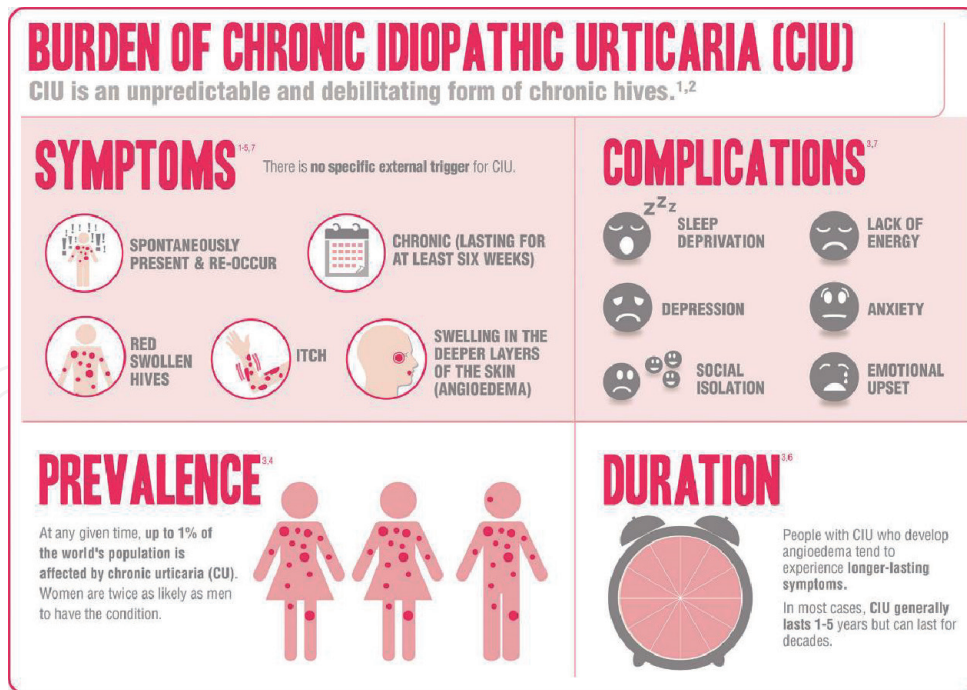 BURDEN OF CHRONIC IDIOPATHIC URTICARIA (CIU)
CIU is an unpredictable and debilitating form of chronic hives.1,2
SYMPTOMS1-5,7
There is no specific external trigger for CIU.
SPONTANEOUSLY
PRESENT & RE-OCCUR
CHRONIC (LASTING FOR
AT LEAST SIX WEEKS)
RED
SWOLLEN
HIVES
ITCH
SWELLING IN THE
DEEPER LAYERS
OF THE SKIN
(ANGIOEDEMA)
COMPLICATIONS3,7
zZZZ
SLEEP
DEPRIVATION
LACK OF
ENERGY
DEPRESSION
ANXIETY
SOCIAL
ISOLATION
EMOTIONAL
UPSET
PREVALENCE3,4
At any given time, up to 1% of
the world's population is
affected by chronic urticaria (CU).
Women are twice as likely as men
to have the condition.
DURATION3,6
People with CIU who develop
angioedema tend to
experience longer-lasting
symptoms.
In most cases, CIU generally
lasts 1-5 years but can last for
decades.